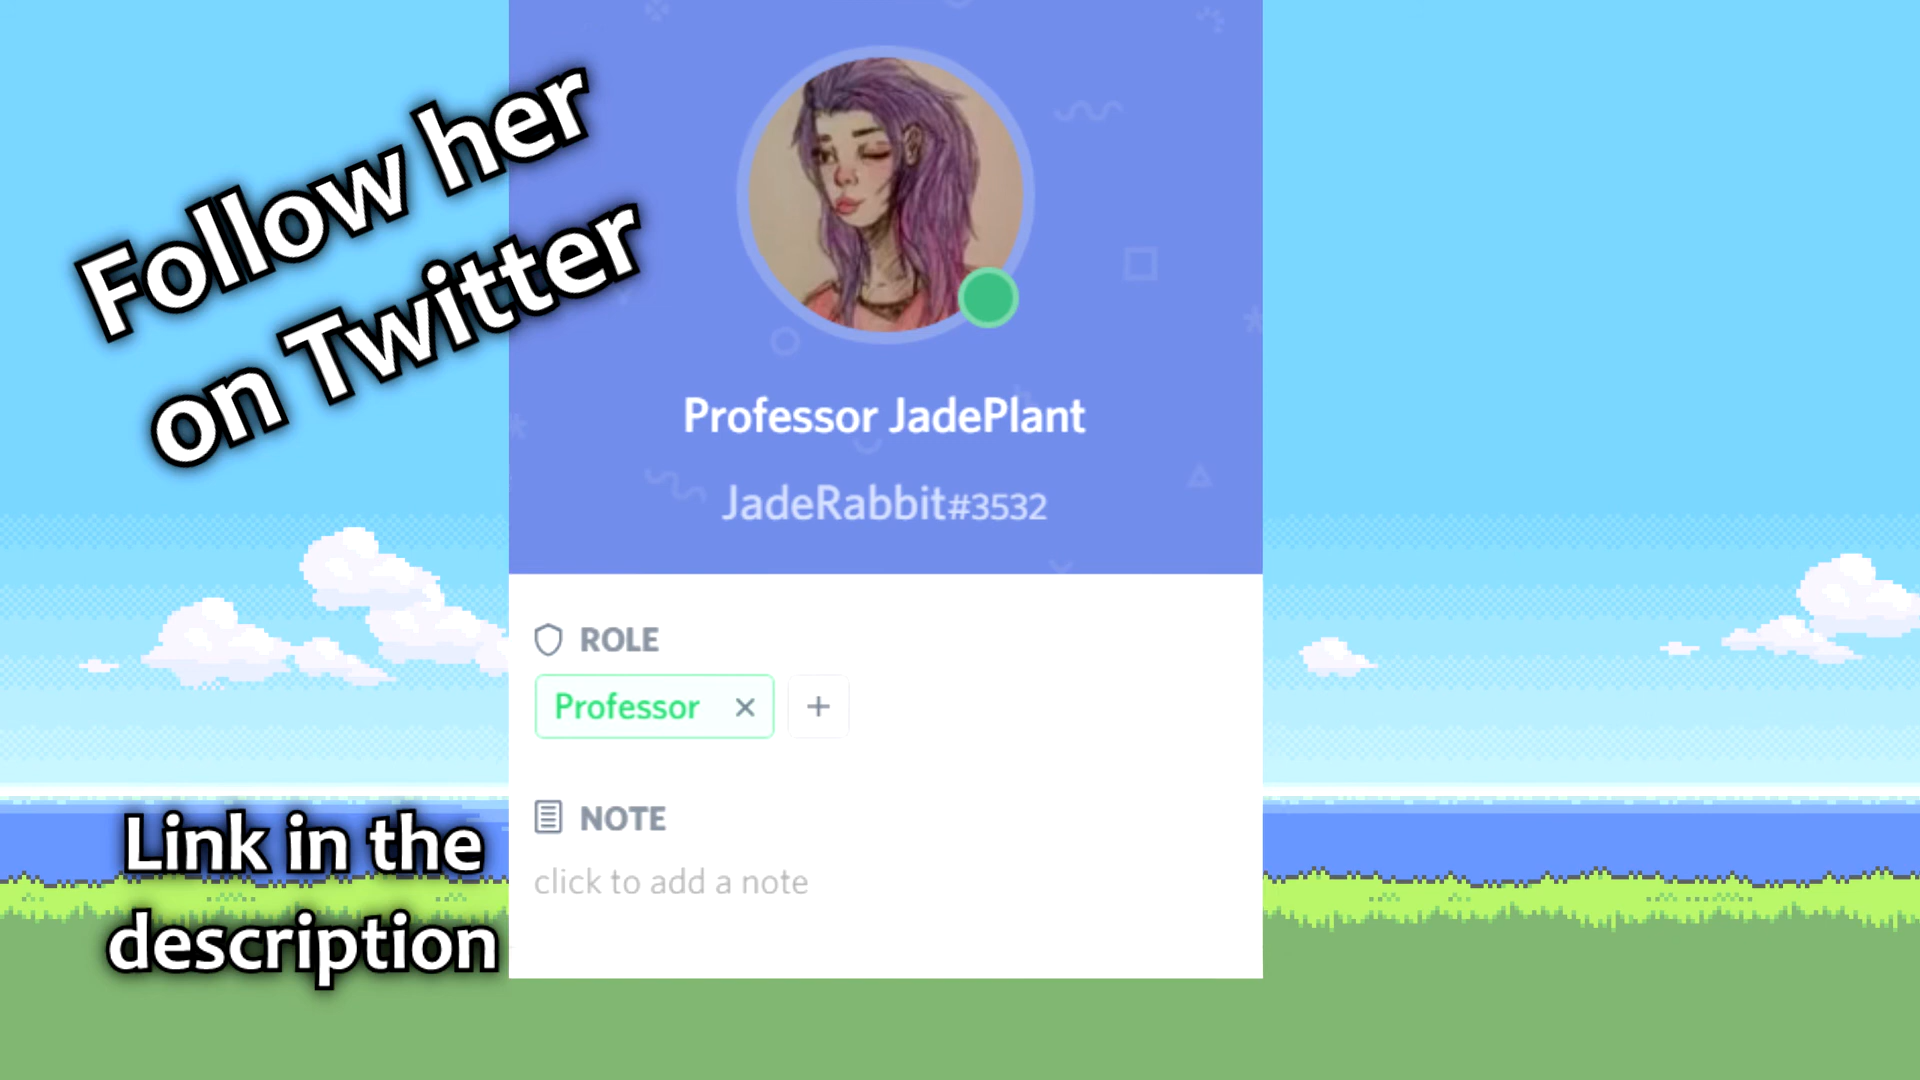 Follow her
on Twitter
Professor JadePlant
JadeRabbit#3532
ROLE
Professor
NOTE
click to add a note
Link in the
description